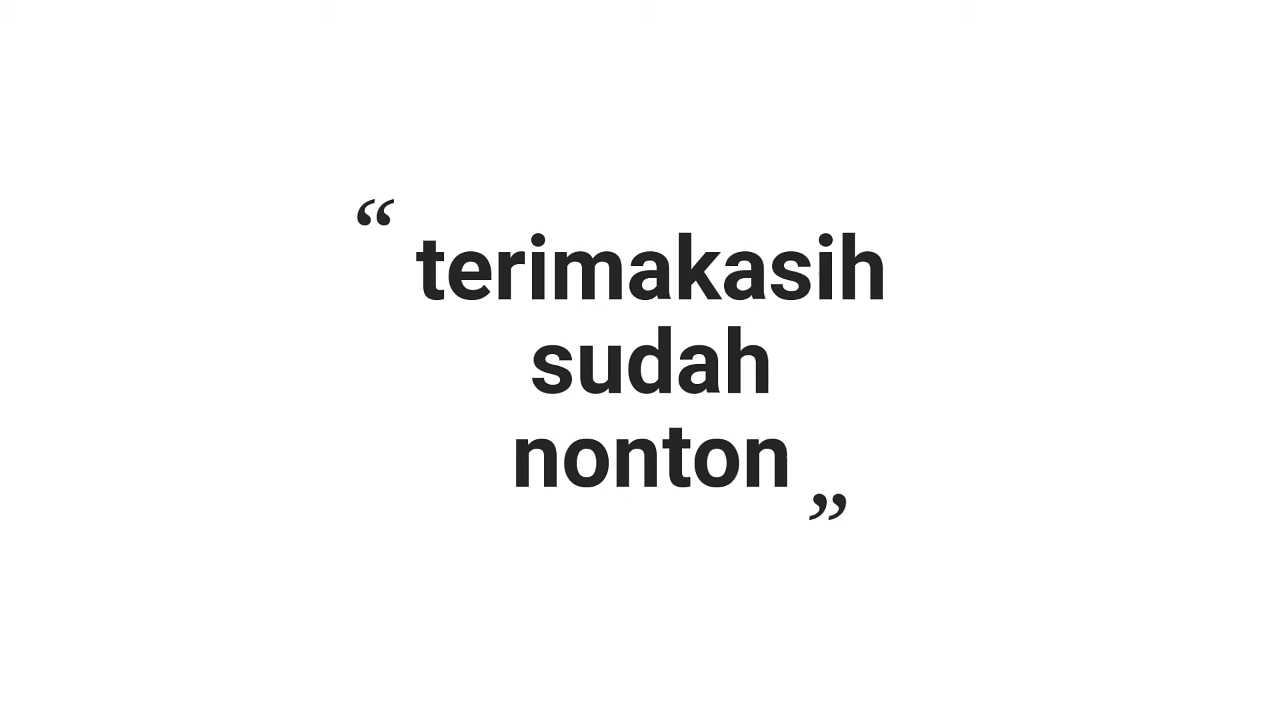 “ terimakasih
sudah
nonton ”